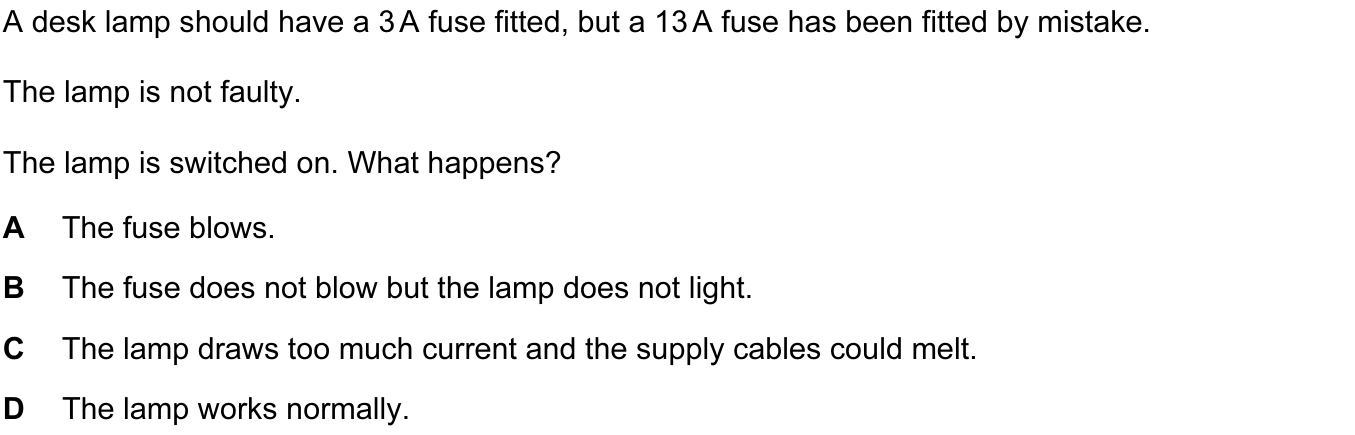 A desk lamp should have a 3 A fuse fitted, but a 13 A fuse has been fitted by mistake.
The lamp is not faulty.
The lamp is switched on. What happens?
A The fuse blows.
B The fuse does not blow but the lamp does not light.
C The lamp draws too much current and the supply cables could melt.
D The lamp works normally.